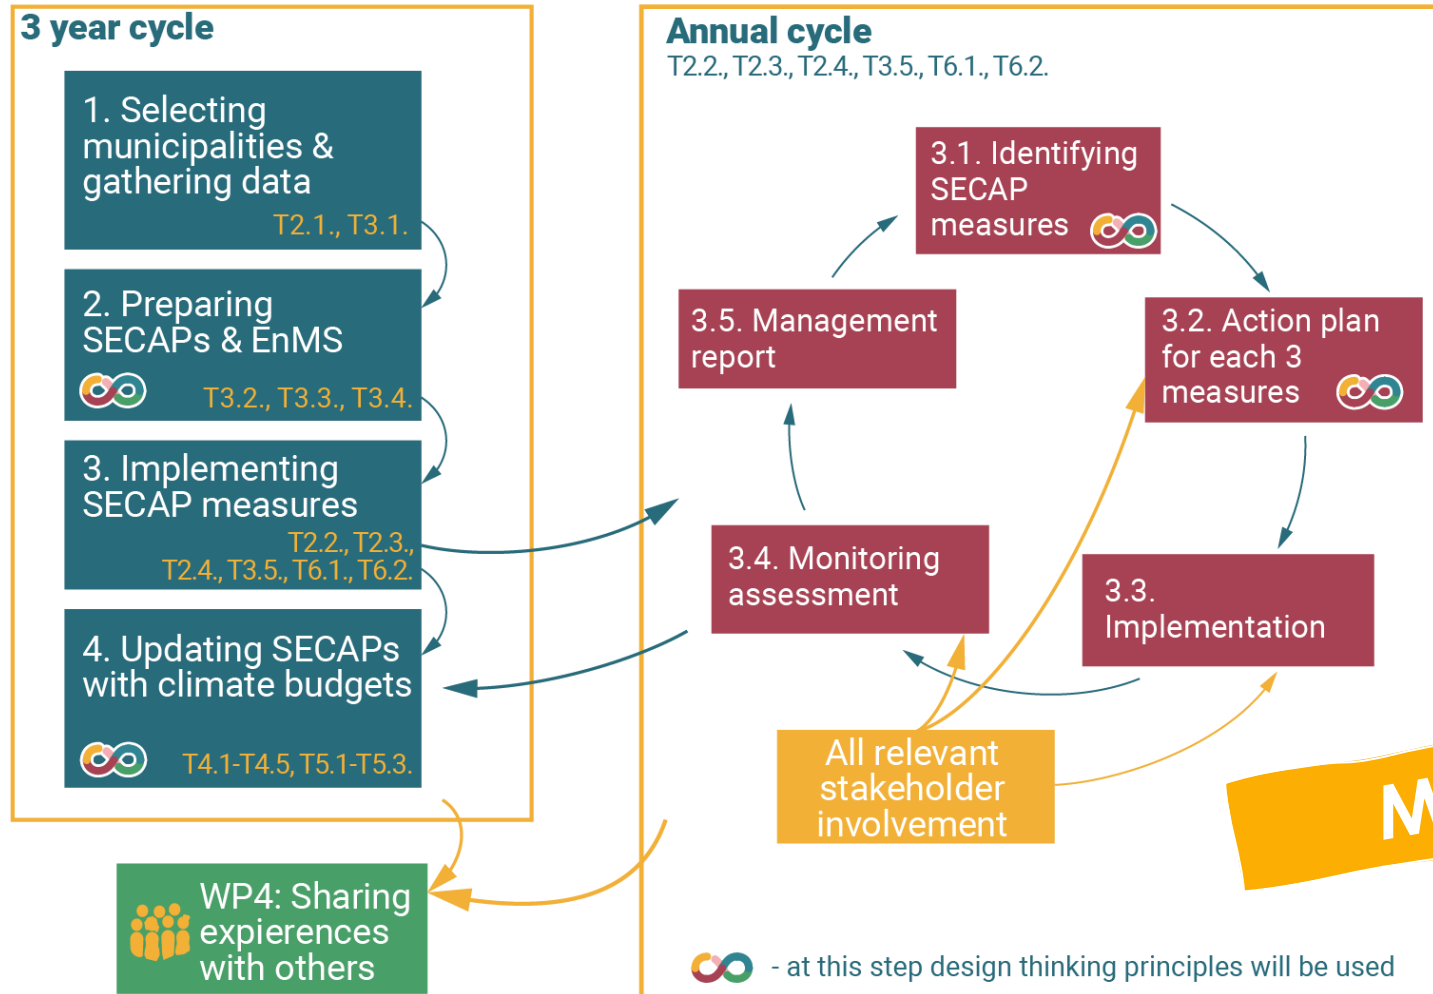 3 year cycle
1. Selecting
municipalities &
gathering data
T2.1., T3.1.
2. Preparing
SECAPs & EnMS
T3.2., T3.3., T3.4.
3. Implementing
SECAP measures
T2.2., T2.3.,
T2.4., T3.5., T6.1., T6.2.
4. Updating SECAPs
with climate budgets
T4.1-T4.5, T5.1-T5.3.
WP4: Sharing
expierences
with others
Annual cycle
T2.2., T2.3., T2.4., T3.5., T6.1., T6.2.
3.1. Identifying
SECAP
measures
3.2. Action plan
for each 3
measures
3.3.
Implementation
3.4. Monitoring
assessment
3.5. Management
report
All relevant
stakeholder
involvement
M
- at this step design thinking principles will be used